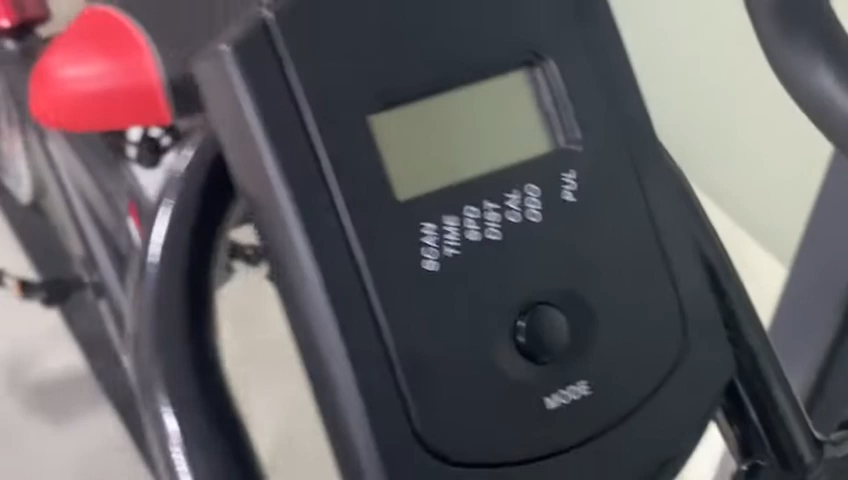 SCAN
TIME
SPD
DIST
CAL
ODO
PUL
MODE